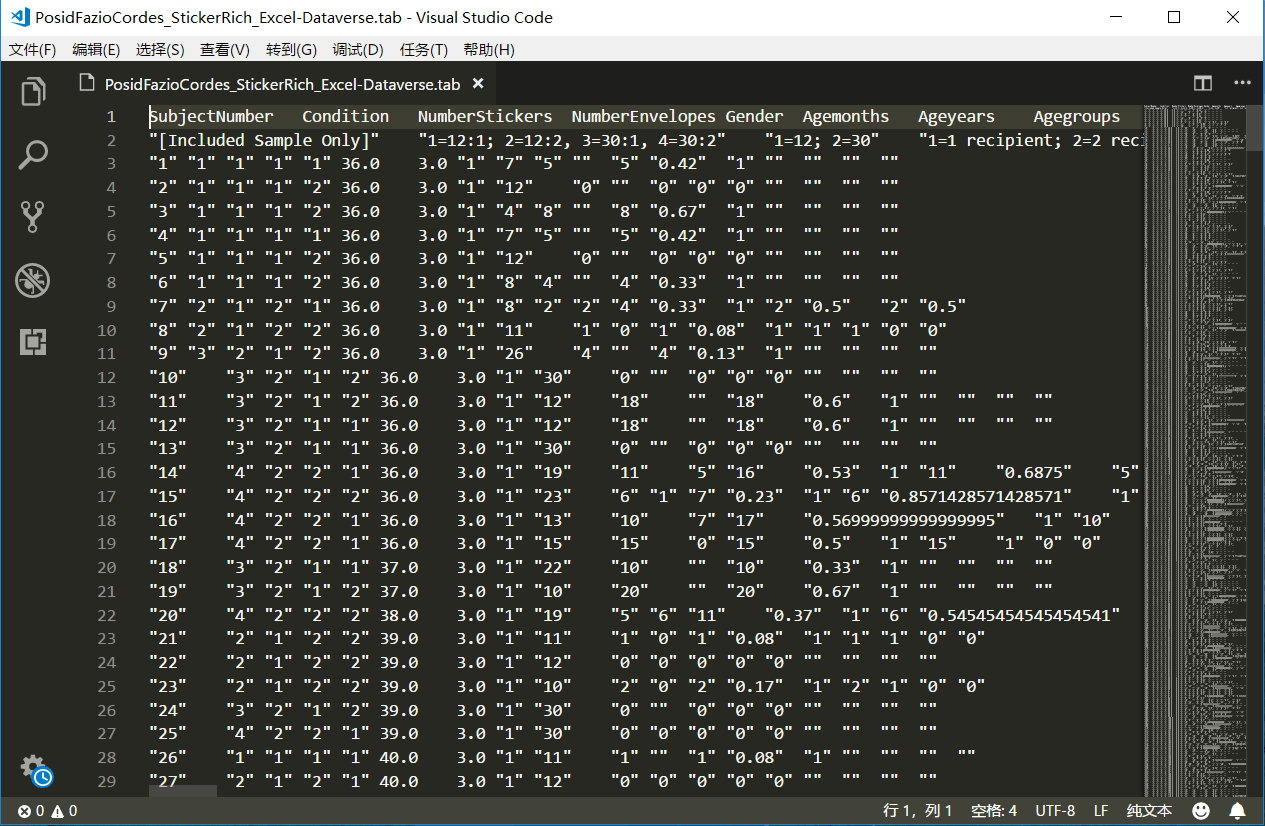 PosidFazioCordes_StickerRich_Excel-Dataverse.tab - Visual Studio Code
文件(F) 编辑(E) 选择(S) 查看(V) 转到(G) 调试(D) 任务(T) 帮助(H)
PosidFazioCordes_StickerRich_Excel-Dataverse.tab
1 SubjectNumber Condition NumberStickers NumberEnvelopes Gender Agemonths Ageyears Agegroups
2 "[Included Sample Only]" "1=12:1; 2=12:2, 3=30:1, 4=30:2" "1=12; 2=30" "1=1 recipient; 2=2 reci
3 "1" "1" "1" "1" "1" 36.0 3.0 "1" "7" "5" "" "5" "0.42" "1" "" "" "" ""
4 "2" "1" "1" "1" "2" 36.0 3.0 "1" "12" "0" "" "0" "0" "0" "" "" "" ""
5 "3" "1" "1" "1" "2" 36.0 3.0 "1" "4" "8" "" "8" "0.67" "1" "" "" "" ""
6 "4" "1" "1" "1" "1" 36.0 3.0 "1" "7" "5" "" "5" "0.42" "1" "" "" "" ""
7 "5" "1" "1" "1" "2" 36.0 3.0 "1" "12" "0" "" "0" "0" "0" "" "" "" ""
8 "6" "1" "1" "1" "2" 36.0 3.0 "1" "8" "4" "" "4" "0.33" "1" "" "" "" ""
9 "7" "2" "1" "2" "1" 36.0 3.0 "1" "8" "2" "2" "4" "0.33" "1" "2" "0.5" "2" "0.5"
10 "8" "2" "1" "2" "2" 36.0 3.0 "1" "11" "1" "0" "1" "0.08" "1" "1" "1" "0" "0"
11 "9" "3" "2" "1" "2" 36.0 3.0 "1" "26" "4" "" "4" "0.13" "1" "" "" "" ""
12 "10" "3" "2" "1" "2" 36.0 3.0 "1" "30" "0" "" "0" "0" "0" "" "" "" ""
13 "11" "3" "2" "1" "2" 36.0 3.0 "1" "12" "18" "" "18" "0.6" "1" "" "" "" ""
14 "12" "3" "2" "1" "1" 36.0 3.0 "1" "12" "18" "" "18" "0.6" "1" "" "" "" ""
15 "13" "3" "2" "1" "1" 36.0 3.0 "1" "30" "0" "" "0" "0" "0" "" "" "" ""
16 "14" "4" "2" "2" "1" 36.0 3.0 "1" "19" "11" "5" "16" "0.53" "1" "11" "0.6875" "5"
17 "15" "4" "2" "2" "2" 36.0 3.0 "1" "23" "6" "1" "7" "0.23" "1" "6" "0.8571428571428571" "1"
18 "16" "4" "2" "2" "1" 36.0 3.0 "1" "13" "10" "7" "17" "0.56999999999999995" "1" "10"
19 "17" "4" "2" "2" "1" 36.0 3.0 "1" "15" "15" "0" "15" "0.5" "1" "15" "1" "0" "0"
20 "18" "3" "2" "1" "1" 37.0 3.0 "1" "22" "10" "" "10" "0.33" "1" "" "" "" ""
21 "19" "3" "2" "1" "2" 37.0 3.0 "1" "10" "20" "" "20" "0.67" "1" "" "" "" ""
22 "20" "4" "2" "2" "2" 38.0 3.0 "1" "19" "5" "6" "11" "0.37" "1" "6" "0.54545454545454541"
23 "21" "2" "1" "2" "2" 39.0 3.0 "1" "11" "1" "0" "1" "0.08" "1" "1" "1" "0" "0"
24 "22" "2" "1" "2" "2" 39.0 3.0 "1" "12" "0" "0" "0" "0" "0" "" "" "" ""
25 "23" "2" "1" "2" "2" 39.0 3.0 "1" "10" "2" "0" "2" "0.17" "1" "2" "1" "0" "0"
26 "24" "3" "2" "1" "2" 39.0 3.0 "1" "30" "0" "" "0" "0" "0" "" "" "" ""
27 "25" "4" "2" "2" "1" 39.0 3.0 "1" "30" "0" "0" "0" "0" "0" "" "" "" ""
28 "26" "1" "1" "1" "1" 40.0 3.0 "1" "11" "1" "" "1" "0.08" "1" "" "" "" ""
29 "27" "2" "1" "2" "1" 40.0 3.0 "1" "12" "0" "0" "0" "0" "0" "" "" "" ""
0 0 行 1，列 1 空格: 4 UTF-8 LF 纯文本